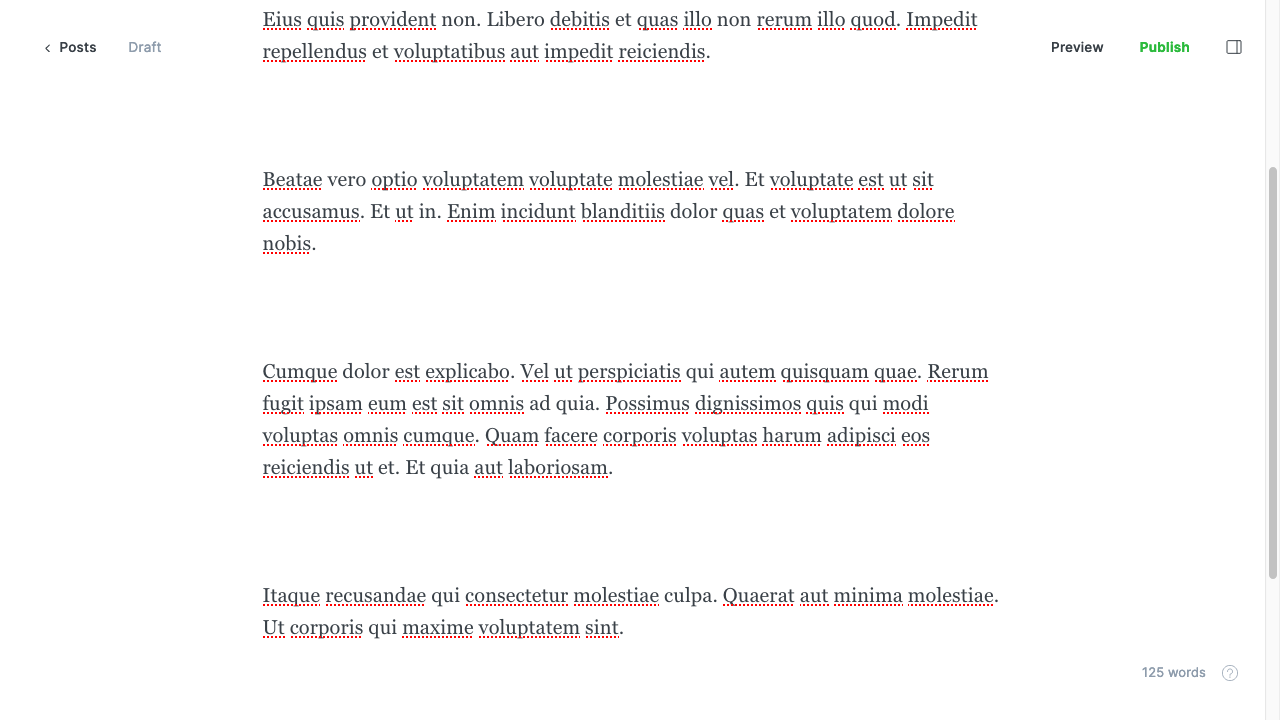 Eius quis provident non. Libero debitis et quas illo non rerum illo quod. Impedit
repellendus et voluptatibus aut impedit reiciendis.
Posts
Draft
Preview
Publish
Beatae vero optio voluptatem voluptate molestiae vel. Et voluptate est ut sit
accusamus. Et ut in. Enim incidunt blanditiis dolor quas et voluptatem dolore
nobis.
Cumque dolor est explicabo. Vel ut perspiciatis qui autem quisquam quae. Rerum
fugit ipsam eum est sit omnis ad quia. Possimus dignissimos quis qui modi
voluptas omnis cumque. Quam facere corporis voluptas harum adipisci eos
reiciendis ut et. Et quia aut laboriosam.
Itaque recusandae qui consectetur molestiae culpa. Quaerat aut minima molestiae.
Ut corporis qui maxime voluptatem sint.
125 words
?